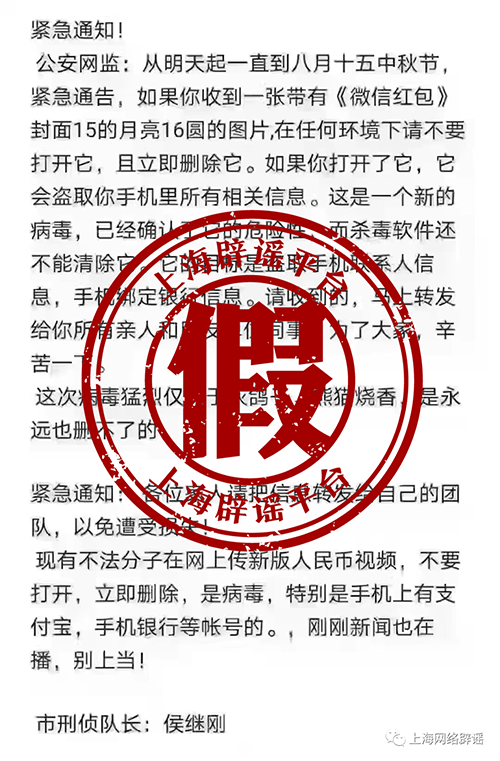 紧急通知！
公安网监：从明天起一直到八月十五中秋节，
紧急通告，如果你收到一张带有《微信红包》
封面15的月亮16圆的图片,在任何环境下请不要
打开它，且立即删除它。如果你打开了它，它
会盗取你手机里所有相关信息。这是一个新的
病毒，已经确认了它的危险性，而杀毒软件还
不能清除它。它的目标是盗取手机联系人信
息，手机绑定银行信息。请收到的，马上转发
给你所有亲人和朋友 同事，为了大家，辛
苦一下。
这次病毒猛烈仅 于灰鸽子 熊猫烧香，是永
远也删不了的
紧急通知：各位 人请把信息转发给自己的团
队，以免遭受损失！
现有不法分子在网上传新版人民币视频，不要
打开，立即删除，是病毒，特别是手机上有支
付宝，手机银行等帐号的。，刚刚新闻也在
播，别上当！
市刑侦队长：侯继刚
上海辟谣平台
假
上海辟谣平台
上海网络辟谣